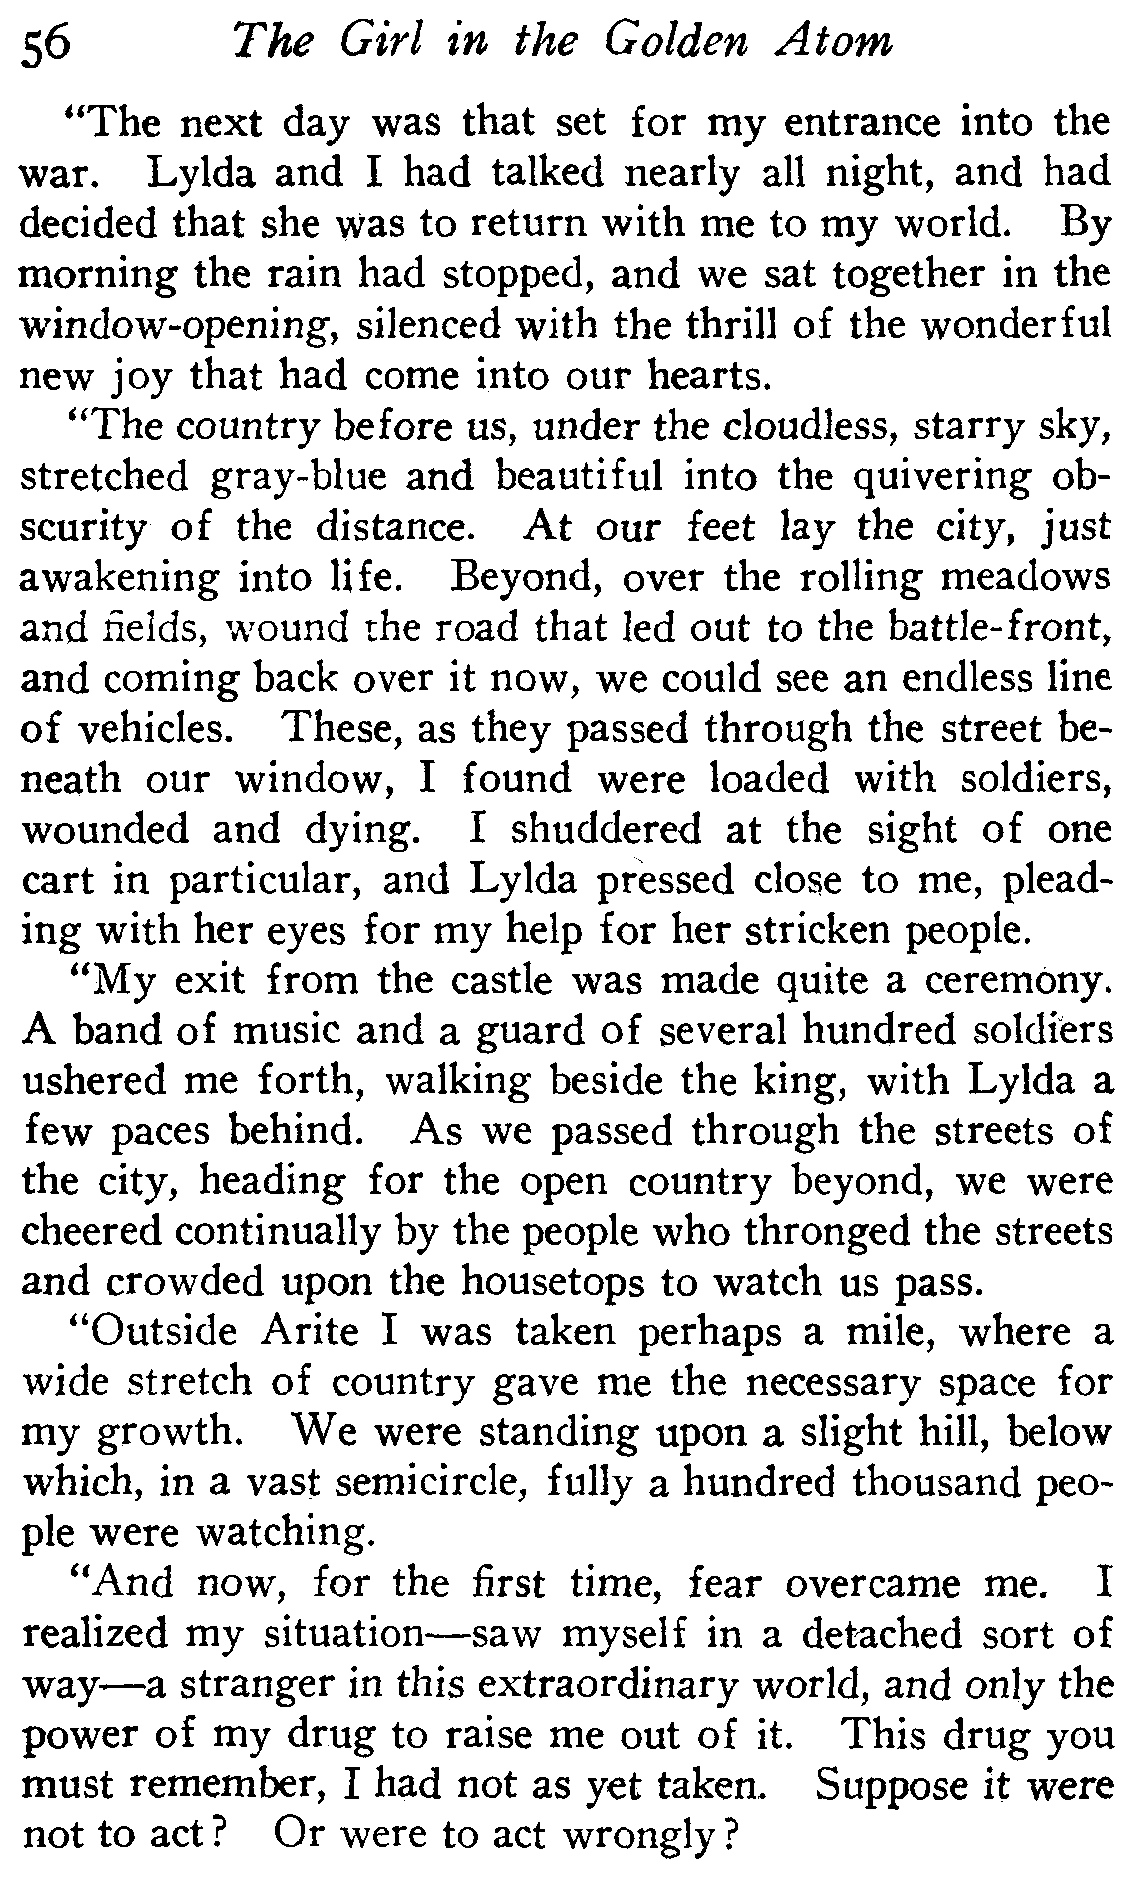 56 The Girl in the Golden Atom
“The next day was that set for my entrance into the
war. Lylda and I had talked nearly all night, and had
decided that she was to return with me to my world. By
morning the rain had stopped, and we sat together in the
window-opening, silenced with the thrill of the wonderful
new joy that had come into our hearts.
“The country before us, under the cloudless, starry sky,
stretched gray-blue and beautiful into the quivering ob-
scurity of the distance. At our feet lay the city, just
awakening into life. Beyond, over the rolling meadows
and fields, wound the road that led out to the battle-front,
and coming back over it now, we could see an endless line
of vehicles. These, as they passed through the street be-
neath our window, I found were loaded with soldiers,
wounded and dying. I shuddered at the sight of one
cart in particular, and Lylda pressed close to me, plead-
ing with her eyes for my help for her stricken people.
“My exit from the castle was made quite a ceremony.
A band of music and a guard of several hundred soldiers
ushered me forth, walking beside the king, with Lylda a
few paces behind. As we passed through the streets of
the city, heading for the open country beyond, we were
cheered continually by the people who thronged the streets
and crowded upon the housetops to watch us pass.
“Outside Arite I was taken perhaps a mile, where a
wide stretch of country gave me the necessary space for
my growth. We were standing upon a slight hill, below
which, in a vast semicircle, fully a hundred thousand peo-
ple were watching.
“And now, for the first time, fear overcame me. I
realized my situation—saw myself in a detached sort of
way—a stranger in this extraordinary world, and only the
power of my drug to raise me out of it. This drug you
must remember, I had not as yet taken. Suppose it were
not to act? Or were to act wrongly?